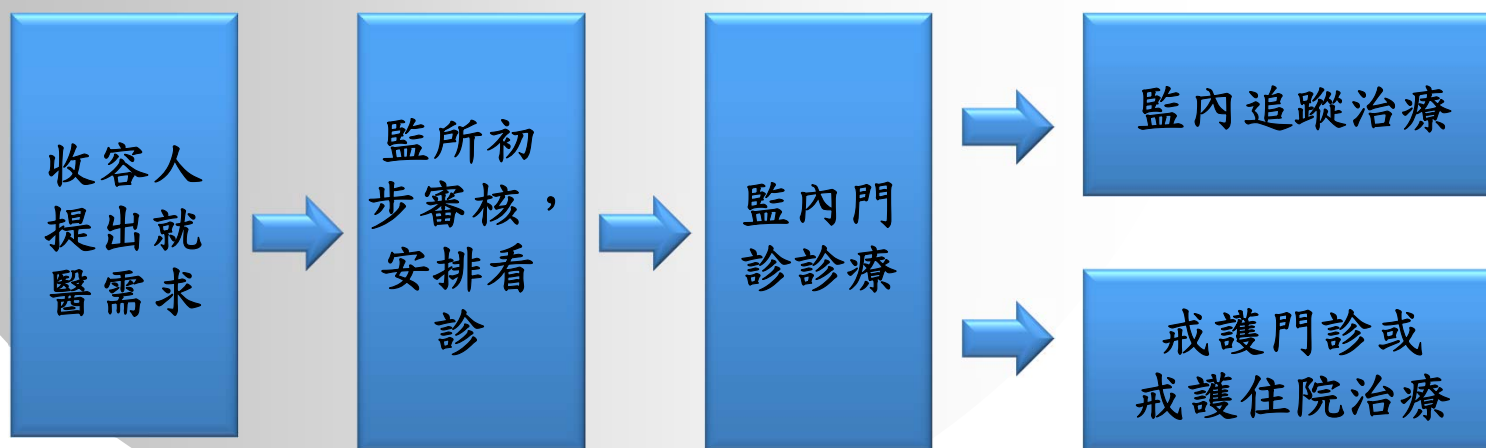 收容人
提出就
醫需求
監所初
步審核，
安排看
診
監內門
診診療
監內追蹤治療
戒護門診或
戒護住院治療